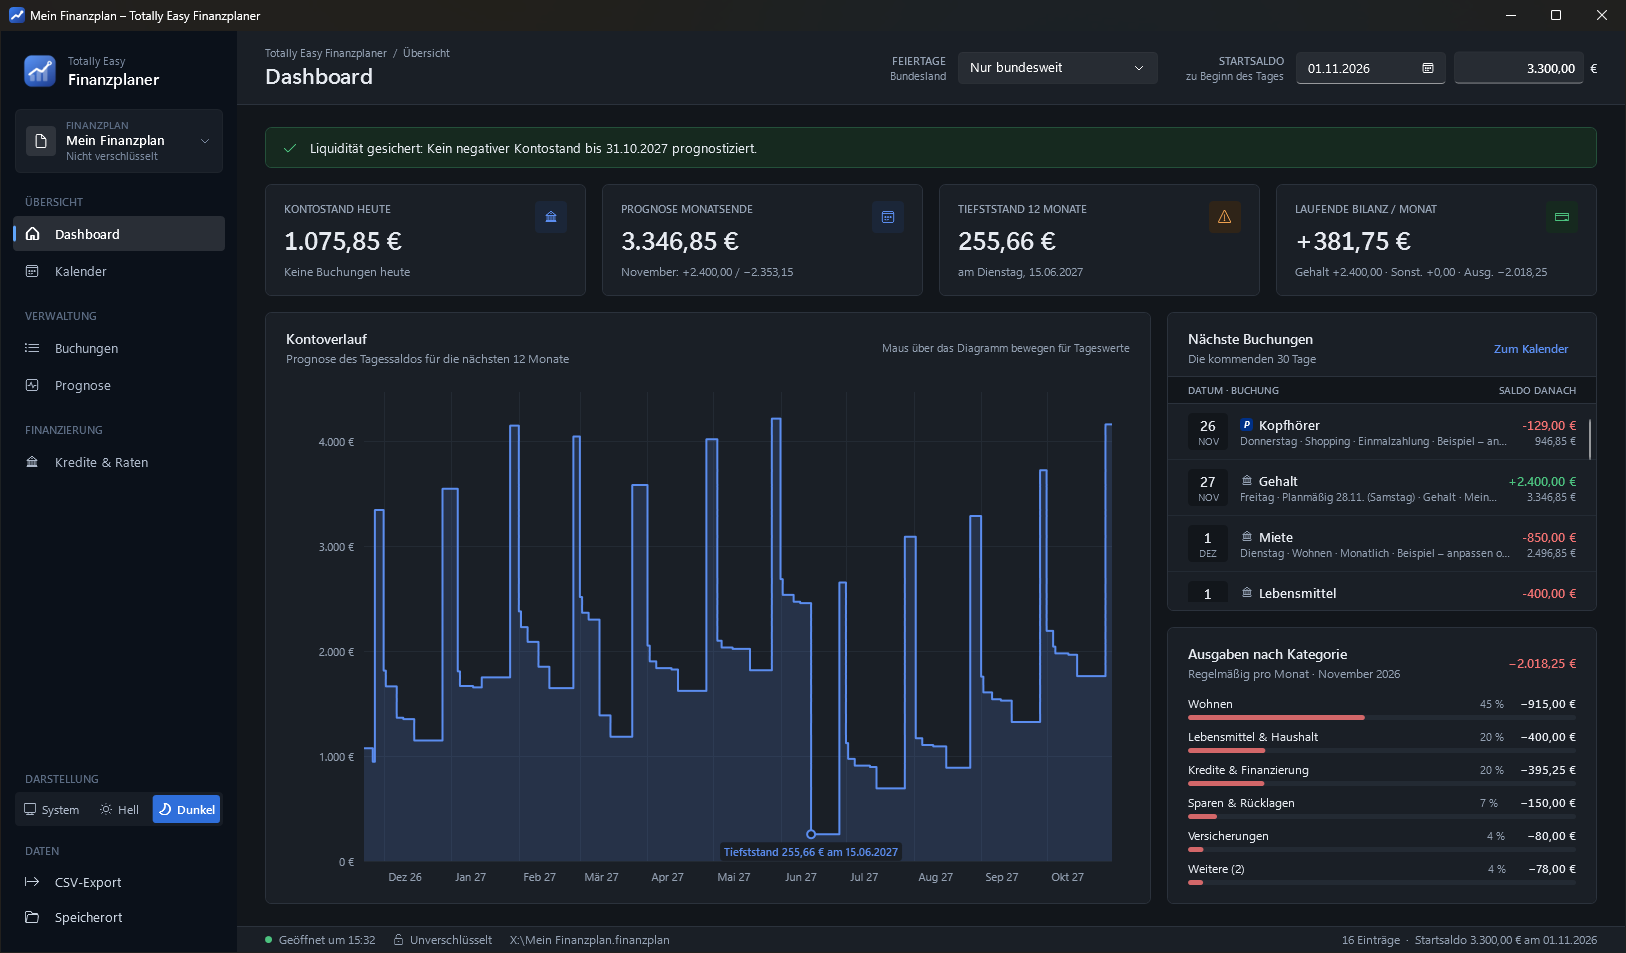 Mein Finanzplan – Totally Easy Finanzplaner
Totally Easy
Finanzplaner
FINANZPLAN
Mein Finanzplan
Nicht verschlüsselt
ÜBERSICHT
Dashboard
Kalender
VERWALTUNG
Buchungen
Prognose
FINANZIERUNG
Kredite & Raten
DARSTELLUNG
System
Hell
Dunkel
DATEN
CSV-Export
Speicherort
Totally Easy Finanzplaner / Übersicht
Dashboard
FEIERTAGE
Bundesland
Nur bundesweit
STARTSALDO
zu Beginn des Tages
01.11.2026
3.300,00 €
Liquidität gesichert: Kein negativer Kontostand bis 31.10.2027 prognostiziert.
KONTOSTAND HEUTE
1.075,85 €
Keine Buchungen heute
PROGNOSE MONATSENDE
3.346,85 €
November: +2.400,00 / −2.353,15
TIEFSTSTAND 12 MONATE
255,66 €
am Dienstag, 15.06.2027
LAUFENDE BILANZ / MONAT
+381,75 €
Gehalt +2.400,00 · Sonst. +0,00 · Ausg. −2.018,25
Kontoverlauf
Prognose des Tagessaldos für die nächsten 12 Monate
Maus über das Diagramm bewegen für Tageswerte
4.000 €
3.000 €
2.000 €
1.000 €
0 €
Tiefststand 255,66 € am 15.06.2027
Dez 26 Jan 27 Feb 27 Mär 27 Apr 27 Mai 27 Jun 27 Jul 27 Aug 27 Sep 27 Okt 27
Nächste Buchungen
Die kommenden 30 Tage
Zum Kalender
DATUM · BUCHUNG SALDO DANACH
26 NOV
P Kopfhörer -129,00 €
Donnerstag · Shopping · Einmalzahlung · Beispiel – an... 946,85 €
27 NOV
Gehalt +2.400,00 €
Freitag · Planmäßig 28.11. (Samstag) · Gehalt · Mein... 3.346,85 €
1 DEZ
Miete -850,00 €
Dienstag · Wohnen · Monatlich · Beispiel – anpassen o... 2.496,85 €
1 Lebensmittel -400,00 €
Ausgaben nach Kategorie
Regelmäßig pro Monat · November 2026
−2.018,25 €
Wohnen 45 % −915,00 €
Lebensmittel & Haushalt 20 % −400,00 €
Kredite & Finanzierung 20 % −395,25 €
Sparen & Rücklagen 7 % −150,00 €
Versicherungen 4 % −80,00 €
Weitere (2) 4 % −78,00 €
Geöffnet um 15:32
Unverschlüsselt
X:\Mein Finanzplan.finanzplan
16 Einträge · Startsaldo 3.300,00 € am 01.11.2026